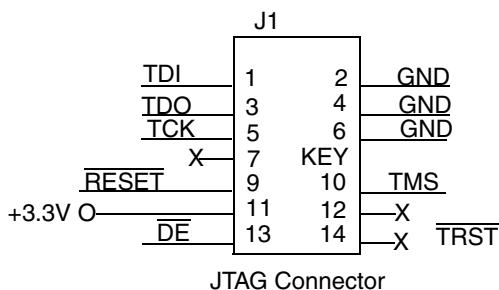 J1
TDI 1 2 GND
TDO 3 4 GND
TCK 5 6 GND
X 7 KEY
RESET 9 10 TMS
+3.3V O 11 12 X
DE 13 14 X TRST
JTAG Connector